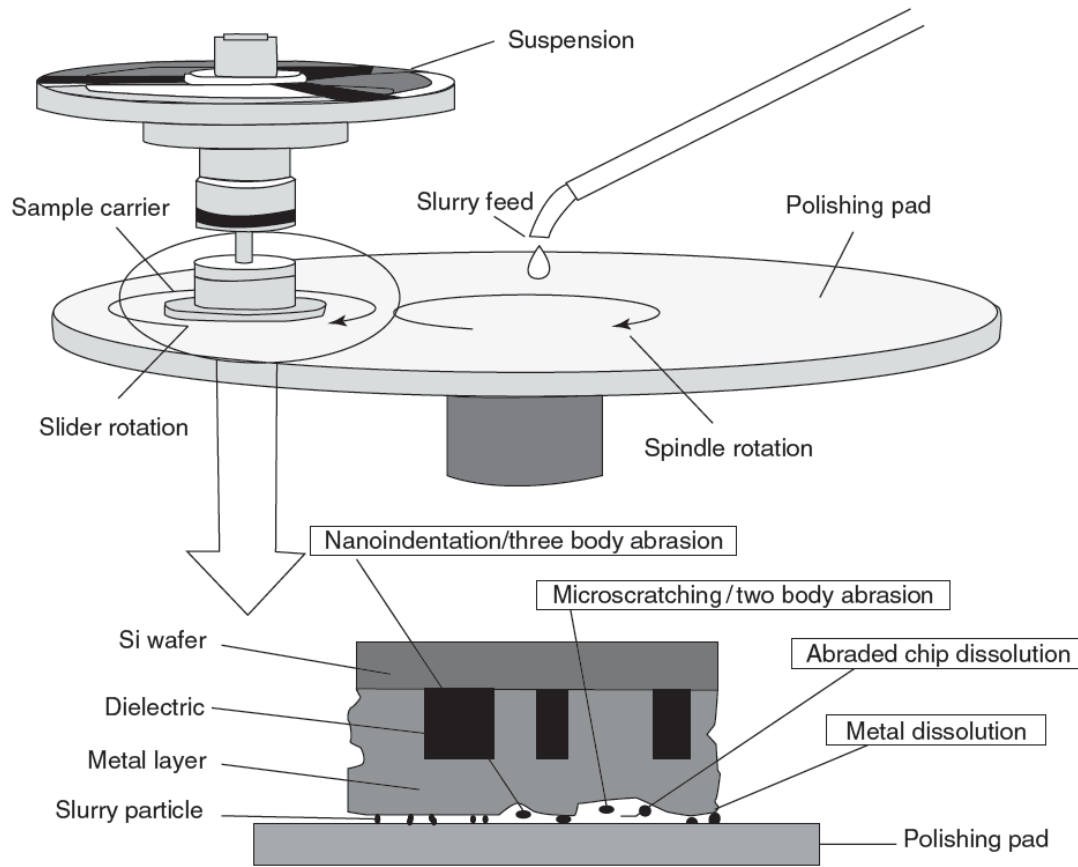 Suspension
Sample carrier
Slurry feed
Polishing pad
Slider rotation
Spindle rotation
Nanoindentation/three body abrasion
Microscratching/two body abrasion
Si wafer
Abraded chip dissolution
Dielectric
Metal dissolution
Metal layer
Slurry particle
Polishing pad